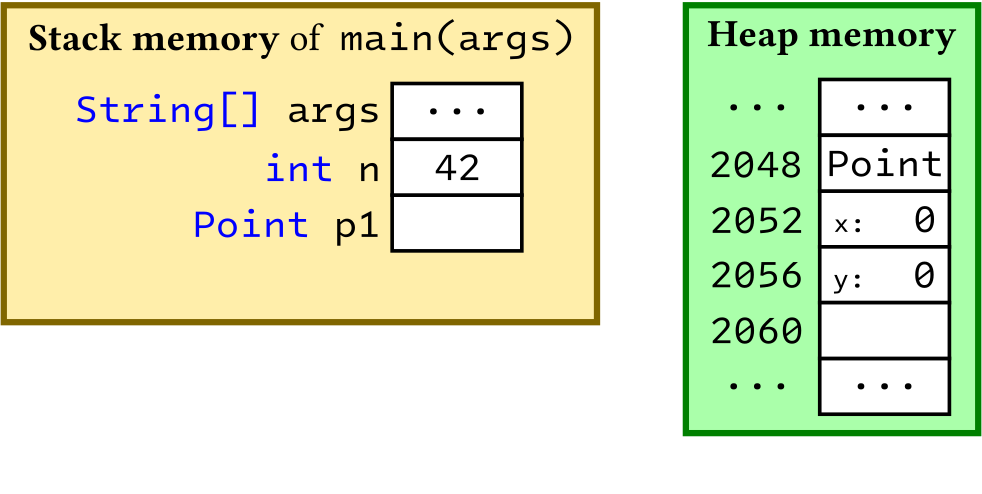 Stack memory of main(args)
String[] args ...
int n 42
Point p1
Heap memory
... ...
2048 Point
2052 x: 0
2056 y: 0
2060
... ...